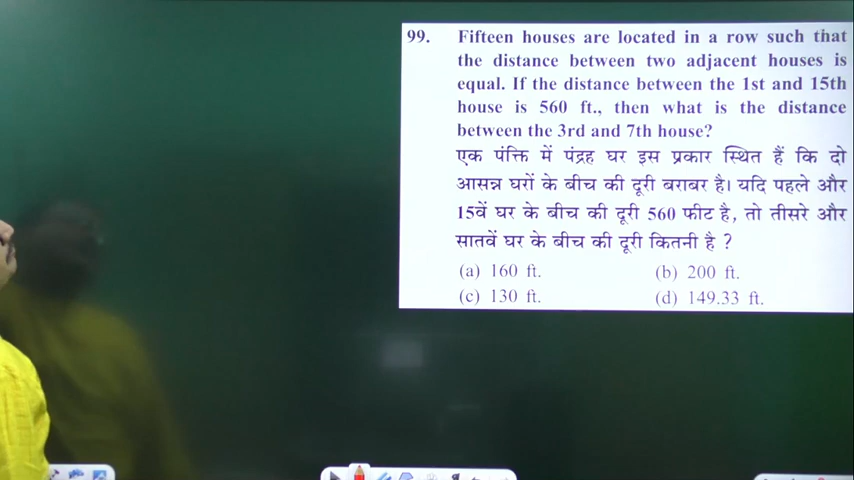 99. Fifteen houses are located in a row such that
the distance between two adjacent houses is
equal. If the distance between the 1st and 15th
house is 560 ft., then what is the distance
between the 3rd and 7th house?
एक पंक्ति में पंद्रह घर इस प्रकार स्थित हैं कि दो
आसन्न घरों के बीच की दूरी बराबर है। यदि पहले और
15वें घर के बीच की दूरी 560 फीट है, तो तीसरे और
सातवें घर के बीच की दूरी कितनी है ?
(a) 160 ft. (b) 200 ft.
(c) 130 ft. (d) 149.33 ft.